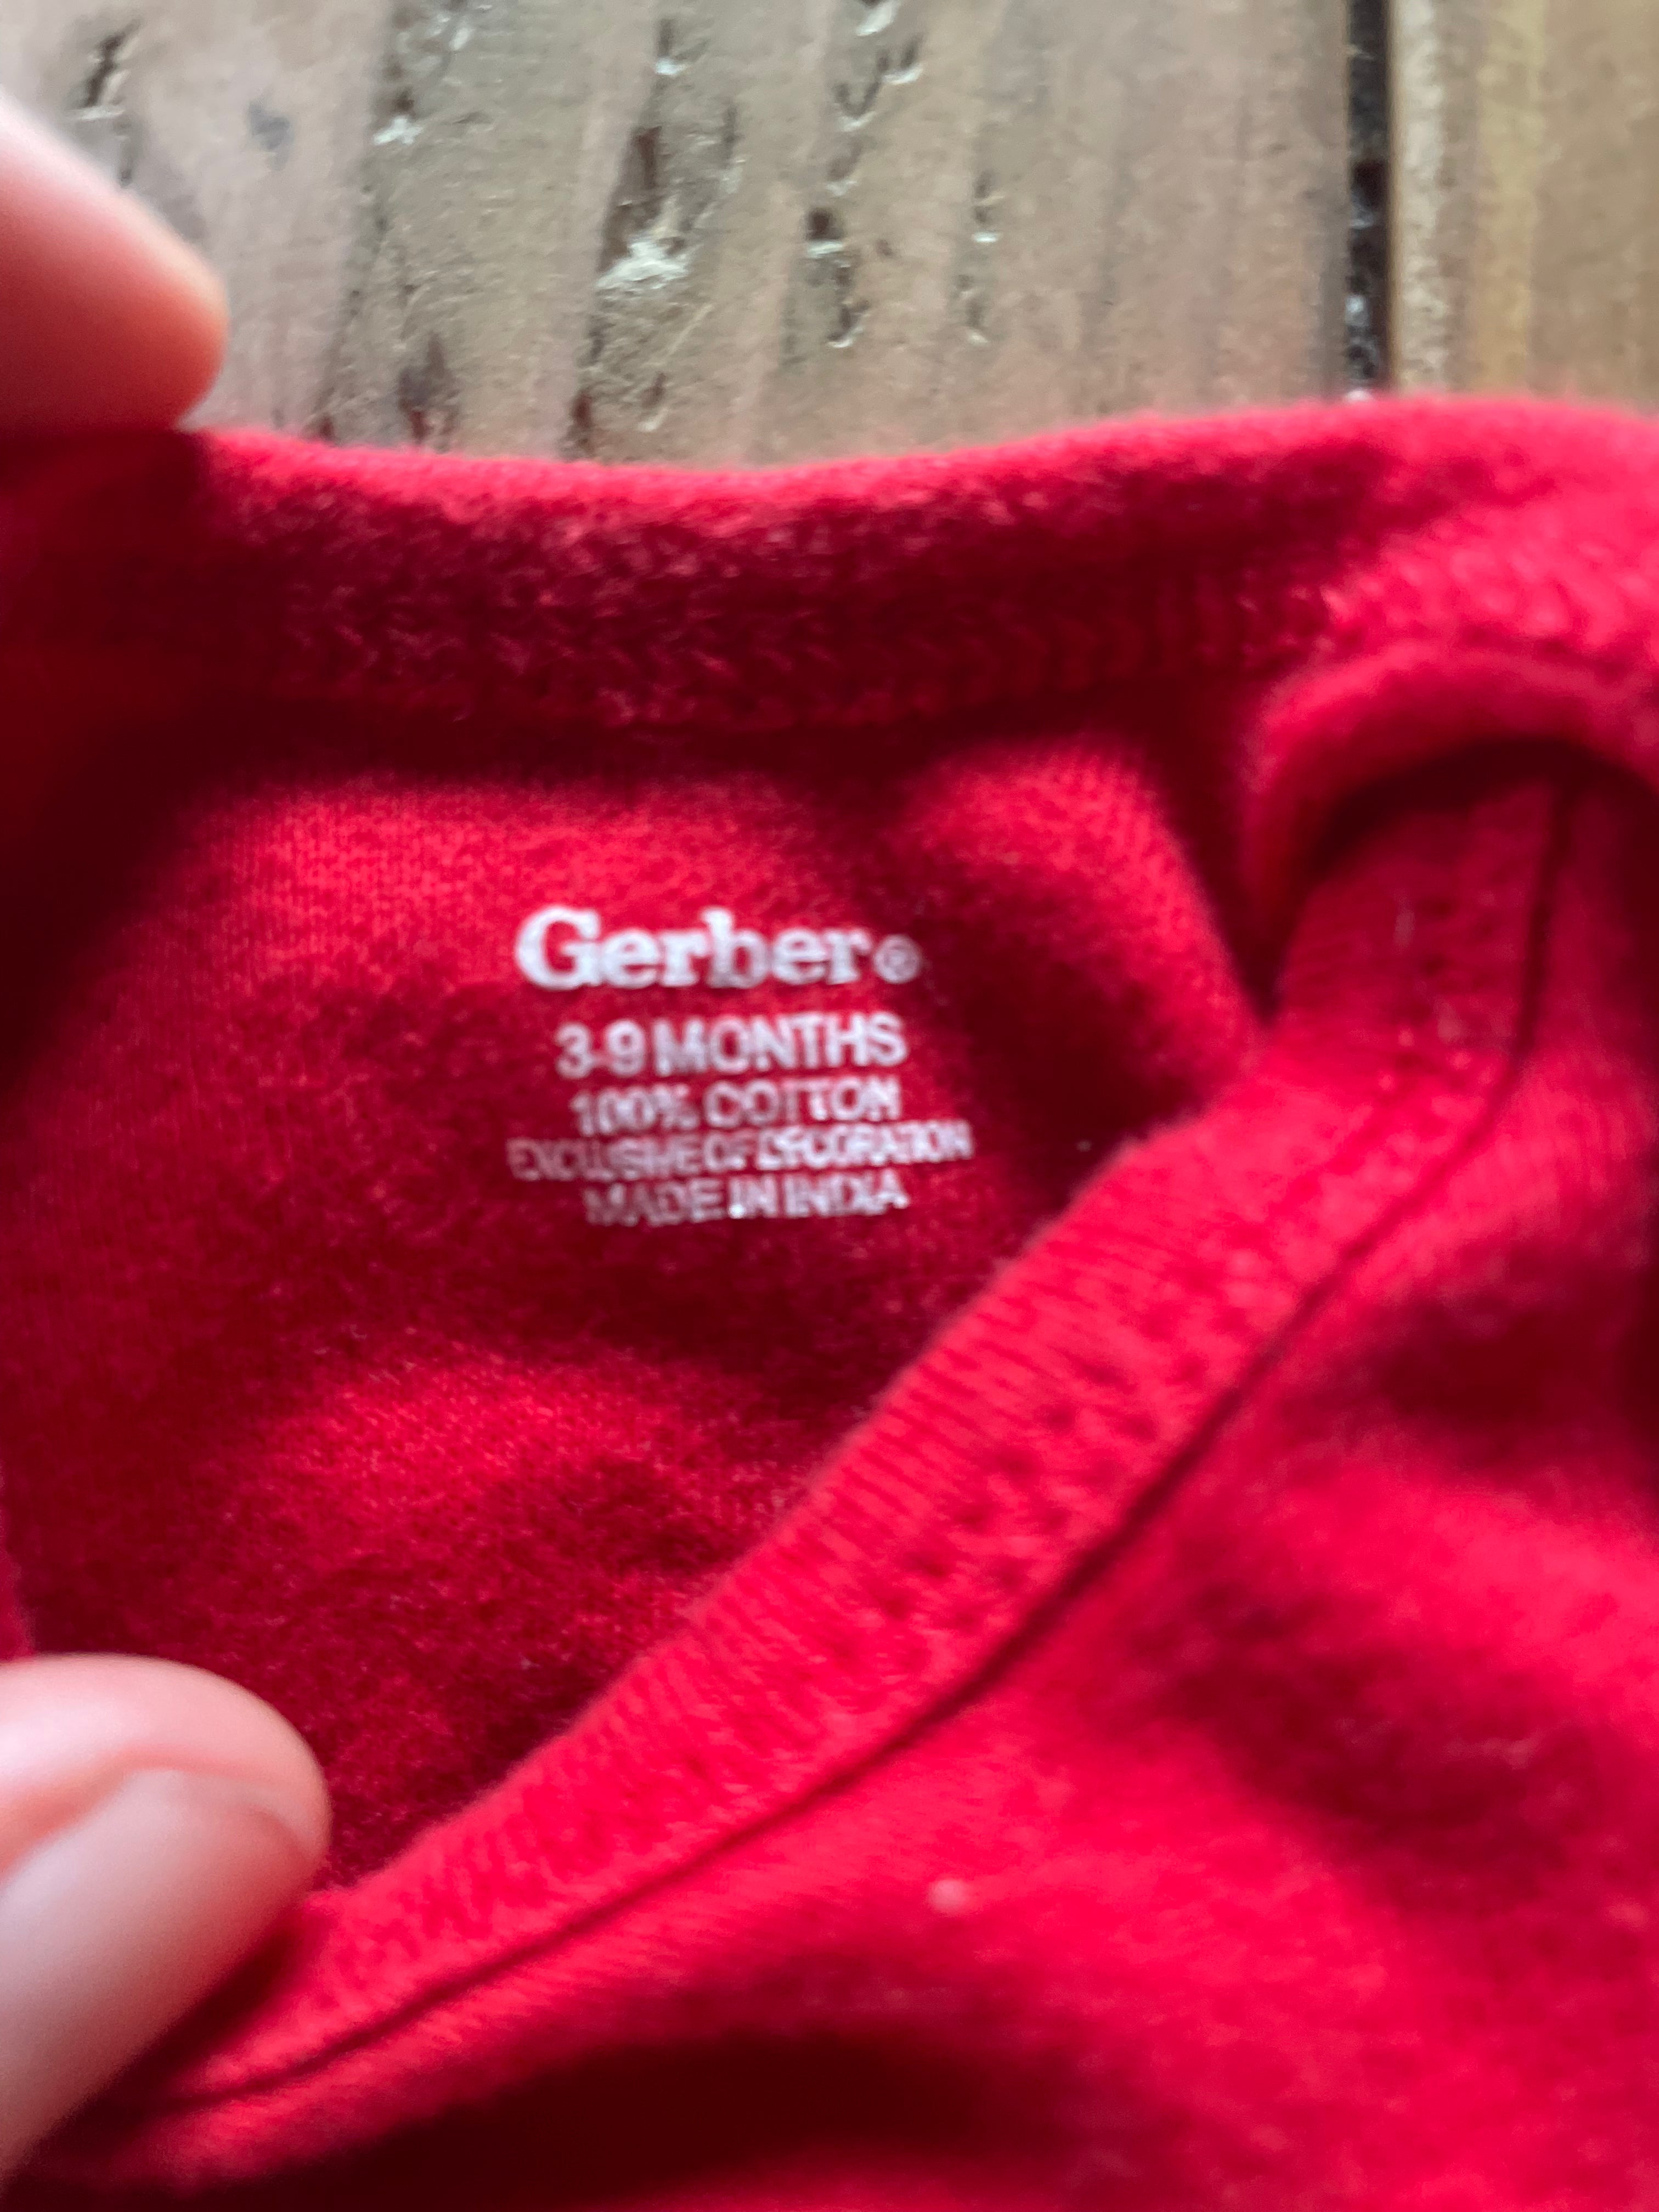 Gerber®
3-9 MONTHS
100% COTTON
EXCLUSIVE OF DECORATION
MADE IN INDIA